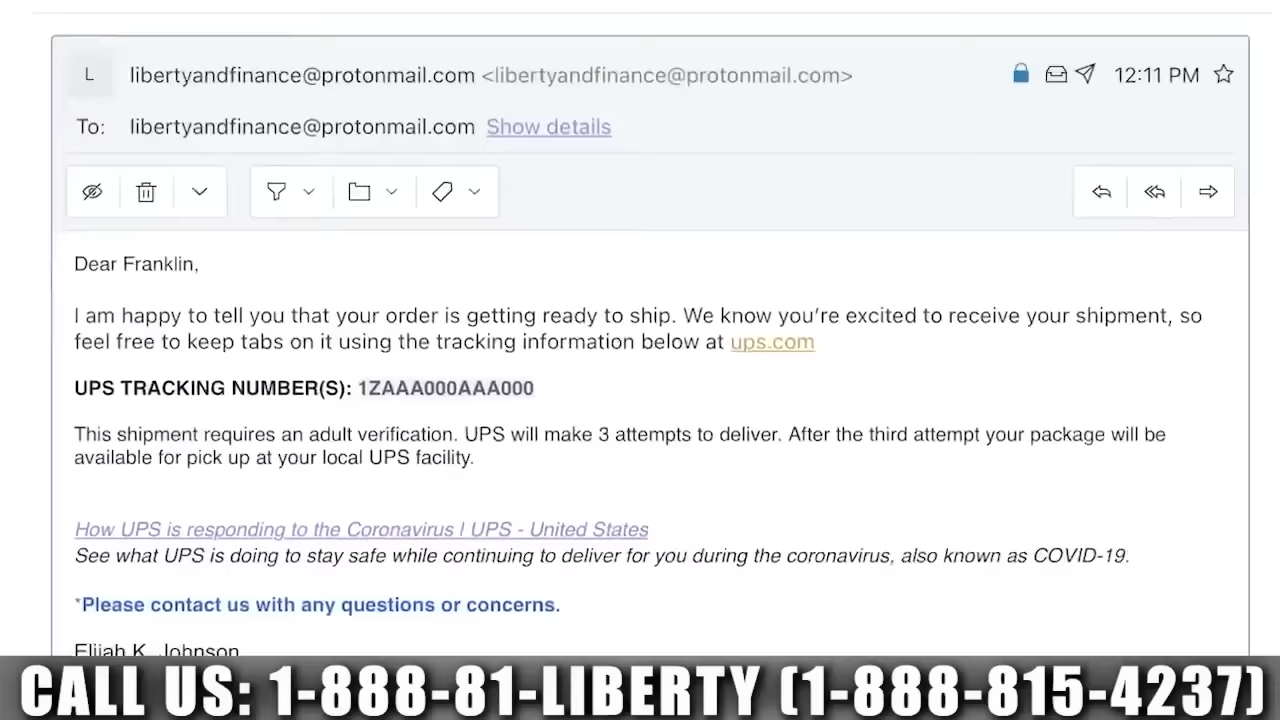 L libertyandfinance@protonmail.com <libertyandfinance@protonmail.com> 12:11 PM
To: libertyandfinance@protonmail.com Show details
Dear Franklin,
I am happy to tell you that your order is getting ready to ship. We know you're excited to receive your shipment, so
feel free to keep tabs on it using the tracking information below at ups.com
UPS TRACKING NUMBER(S): 1ZAAA000AAA000
This shipment requires an adult verification. UPS will make 3 attempts to deliver. After the third attempt your package will be
available for pick up at your local UPS facility.
How UPS is responding to the Coronavirus | UPS - United States
See what UPS is doing to stay safe while continuing to deliver for you during the coronavirus, also known as COVID-19.
*Please contact us with any questions or concerns.
Elijah K. Johnson
CALL US: 1-888-81-LIBERTY (1-888-815-4237)